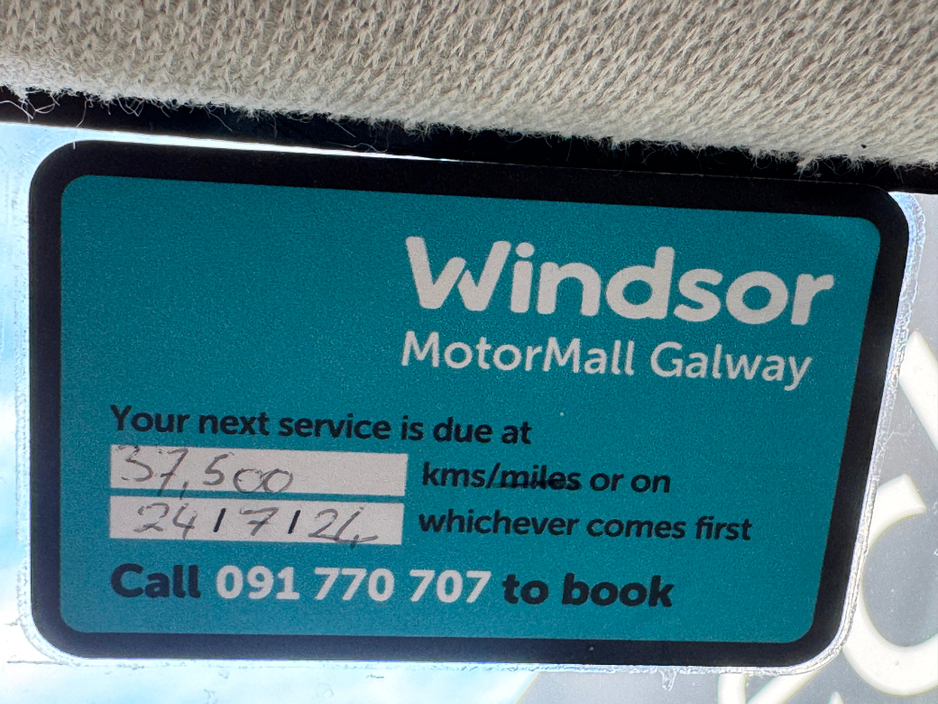 Windsor
MotorMall Galway
Your next service is due at
37,500 kms/miles or on
24/7/24 whichever comes first
Call 091 770 707 to book